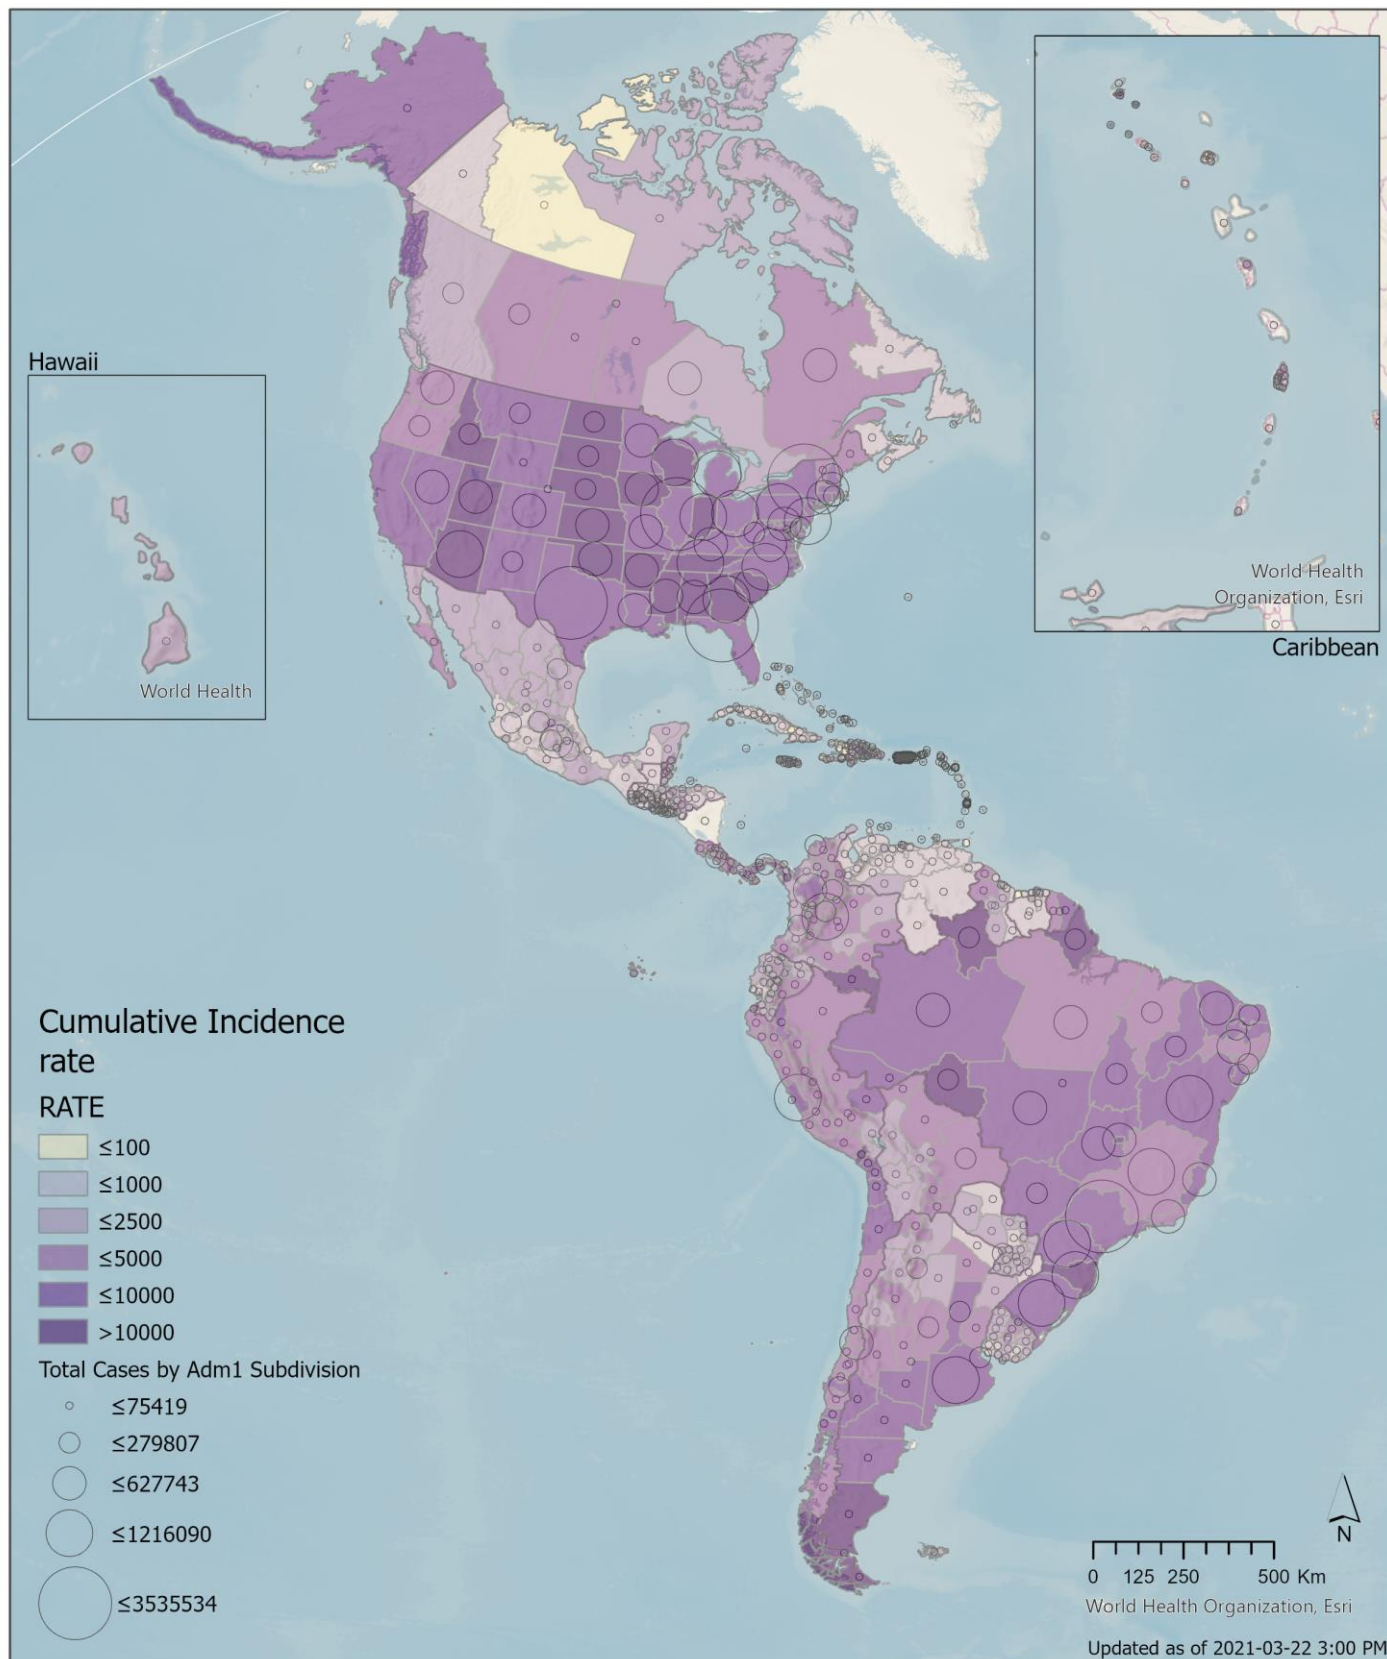 Hawaii
World Health
World Health
Organization, Esri
Caribbean
Cumulative Incidence
rate
RATE
≤100
≤1000
≤2500
≤5000
≤10000
>10000
Total Cases by Adm1 Subdivision
≤75419
≤279807
≤627743
≤1216090
≤3535534
N
0 125 250 500 Km
World Health Organization, Esri
Updated as of 2021-03-22 3:00 PM